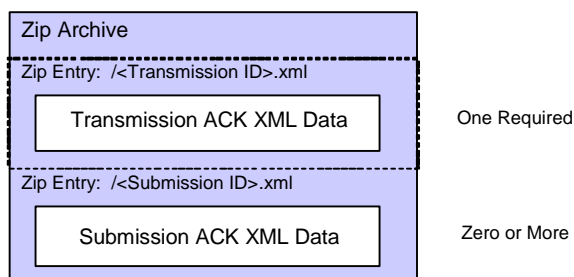 Zip Archive
Zip Entry: /<Transmission ID>.xml
Transmission ACK XML Data
One Required
Zip Entry: /<Submission ID>.xml
Submission ACK XML Data
Zero or More